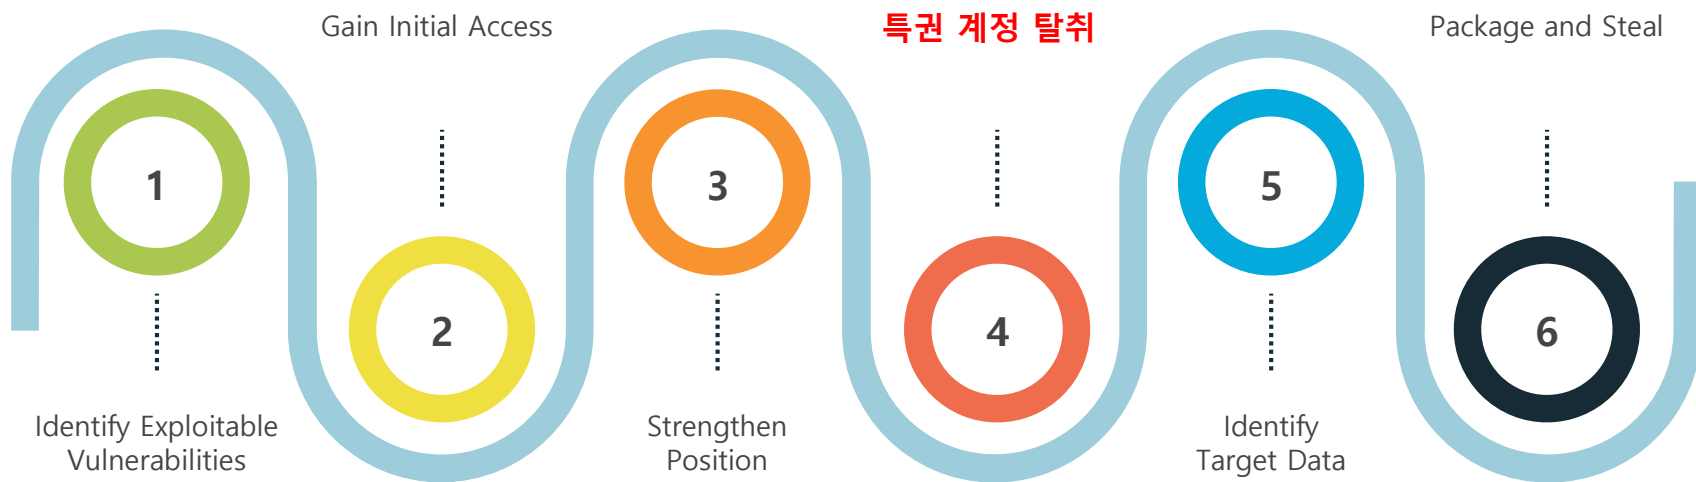 Gain Initial Access
특권 계정 탈취
Package and Steal
1
3
5
2
4
6
Identify Exploitable
Vulnerabilities
Strengthen
Position
Identify
Target Data